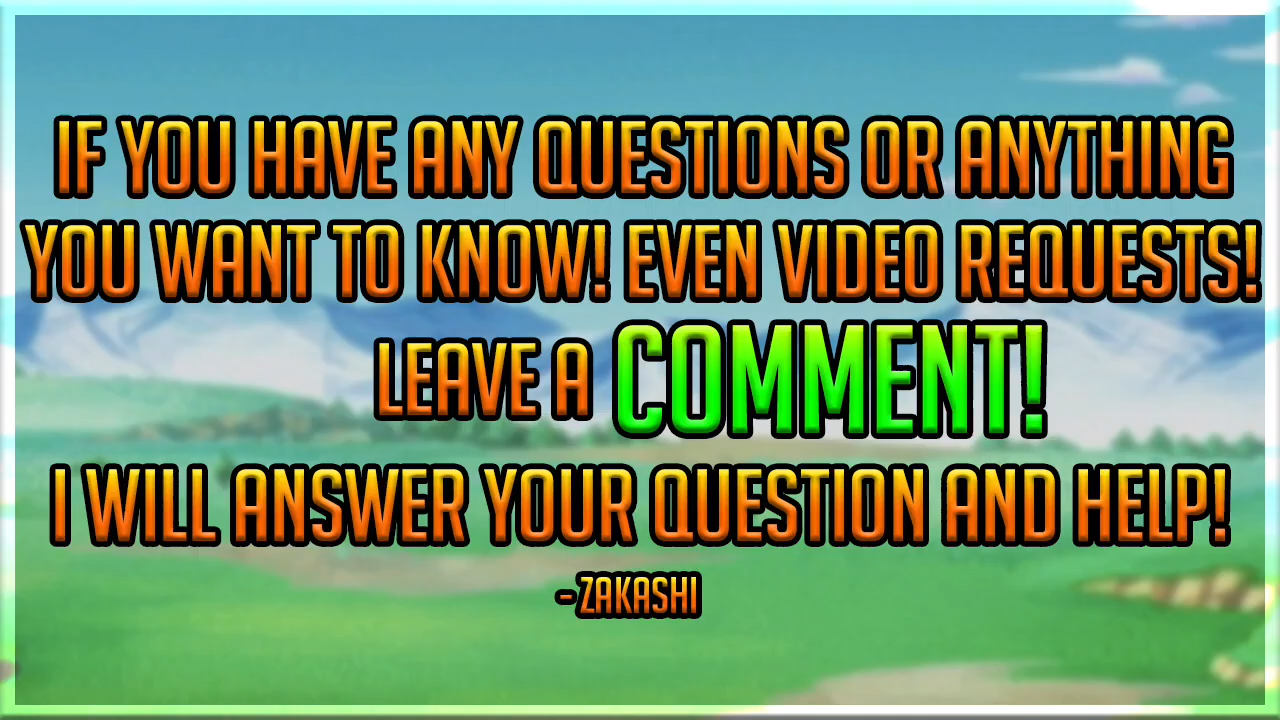 IF YOU HAVE ANY QUESTIONS OR ANYTHING
YOU WANT TO KNOW! EVEN VIDEO REQUESTS!
LEAVE A COMMENT!
I WILL ANSWER YOUR QUESTION AND HELP!
- ZAKASHI